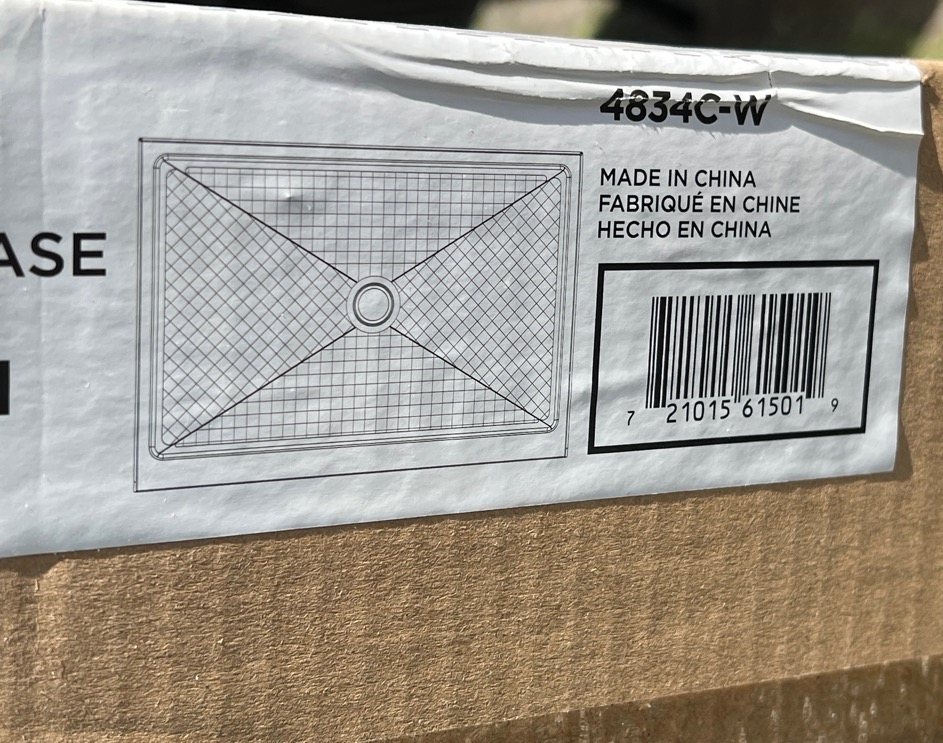 4834C-W
MADE IN CHINA
FABRIQUÉ EN CHINE
HECHO EN CHINA
ASE
7 21015 61501 9